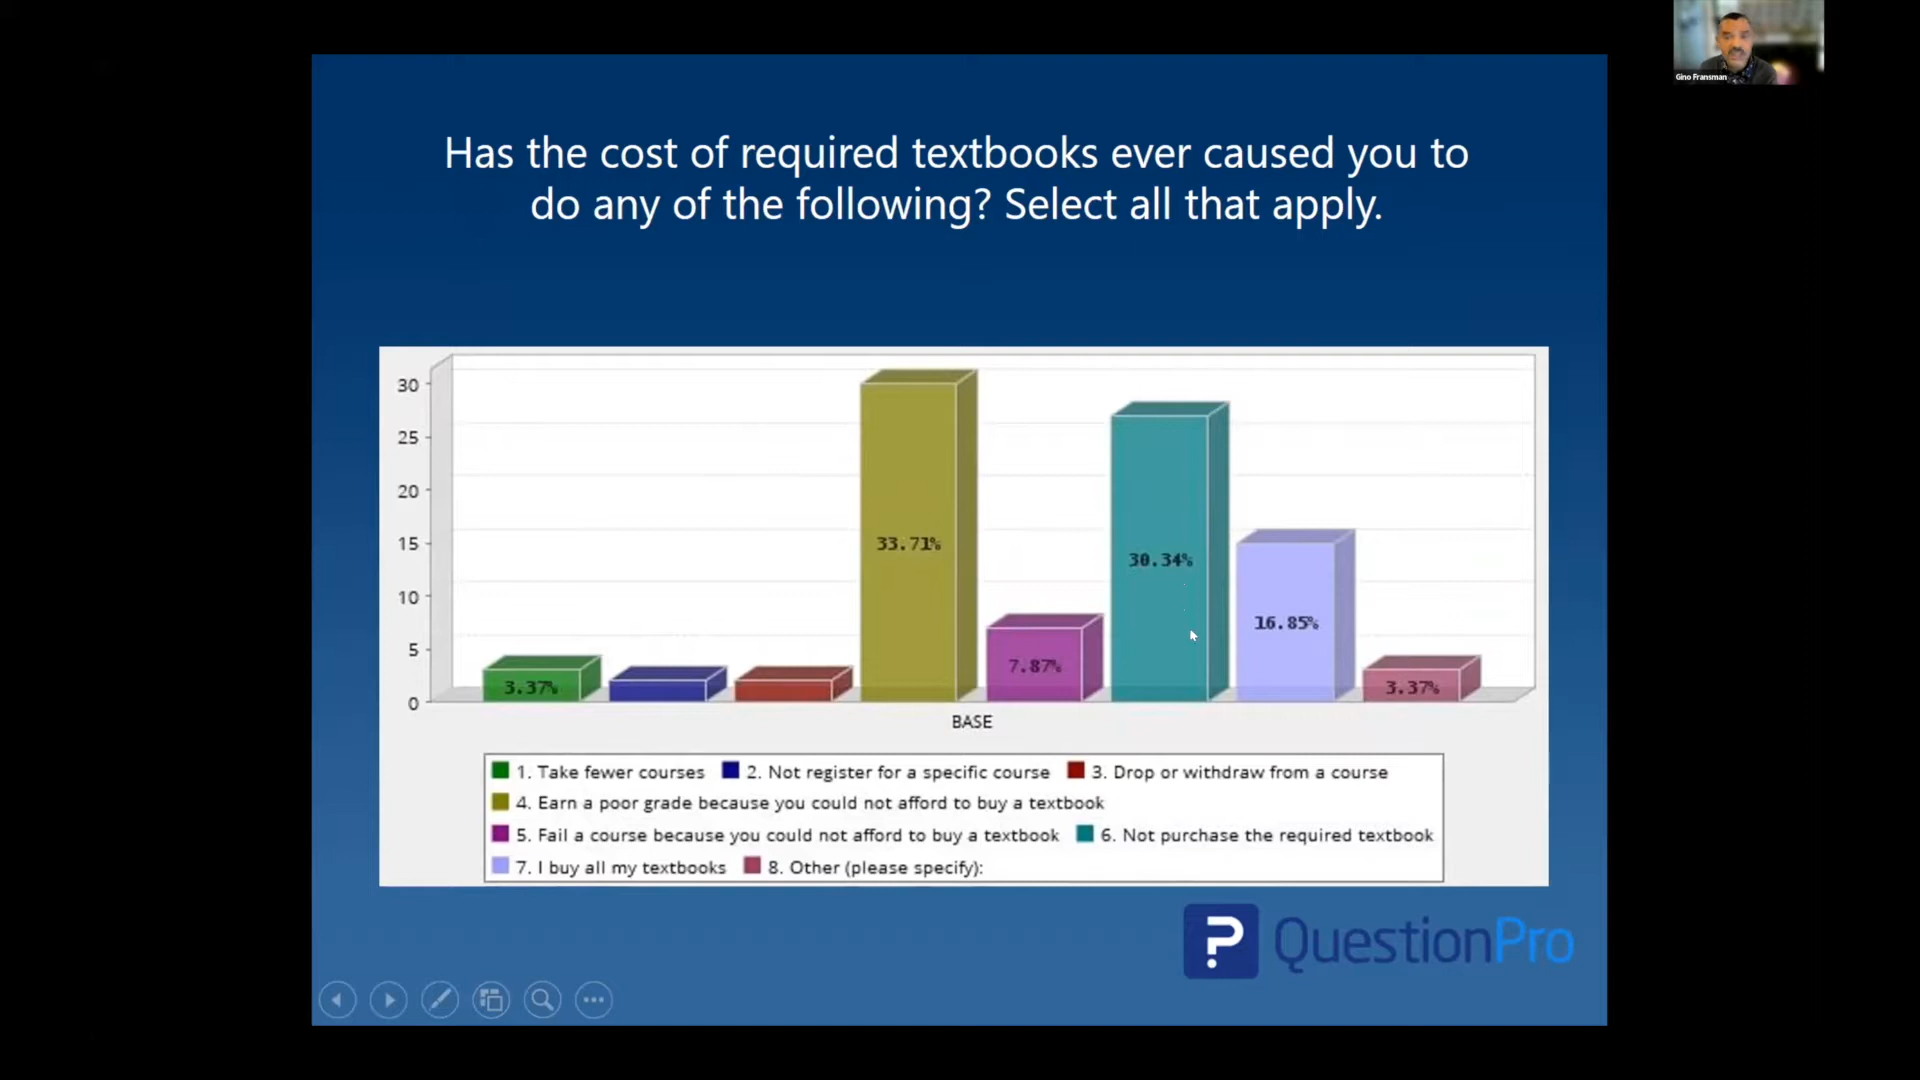 Gino Fransman
Has the cost of required textbooks ever caused you to
do any of the following? Select all that apply.
30
25
20
15
10
5
0
3.37%
33.71%
7.87%
30.34%
16.85%
3.37%
BASE
1. Take fewer courses 2. Not register for a specific course 3. Drop or withdraw from a course
4. Earn a poor grade because you could not afford to buy a textbook
5. Fail a course because you could not afford to buy a textbook 6. Not purchase the required textbook
7. I buy all my textbooks 8. Other (please specify):
? QuestionPro